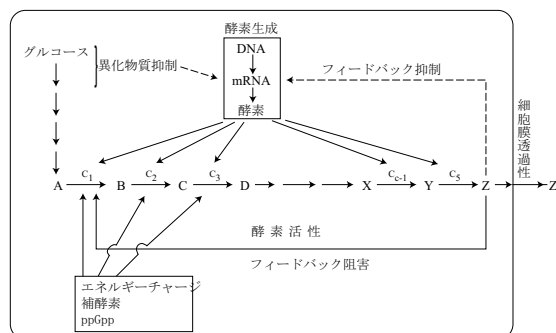 酵素生成
DNA
mRNA
酵素
グルコース
異化物質抑制
フィードバック抑制
細胞膜透過性
A C1 B C2 C C3 D X Cc-1 Y C5 Z Z
酵素活性
フィードバック阻害
エネルギーチャージ
補酵素
ppGpp